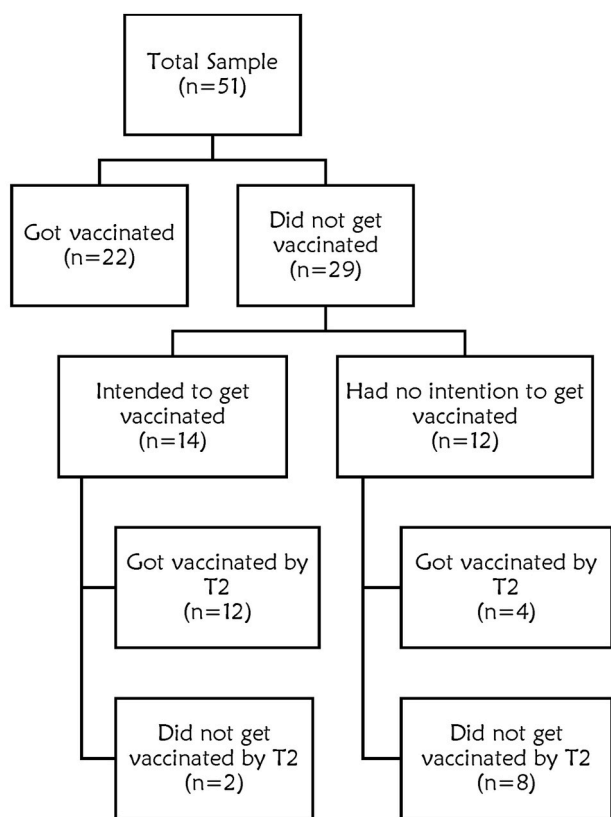 Total Sample
(n=51)
Got vaccinated
(n=22)
Did not get
vaccinated
(n=29)
Intended to get
vaccinated
(n=14)
Had no intention to get
vaccinated
(n=12)
Got vaccinated by
T2
(n=12)
Got vaccinated by
T2
(n=4)
Did not get
vaccinated by T2
(n=2)
Did not get
vaccinated by T2
(n=8)